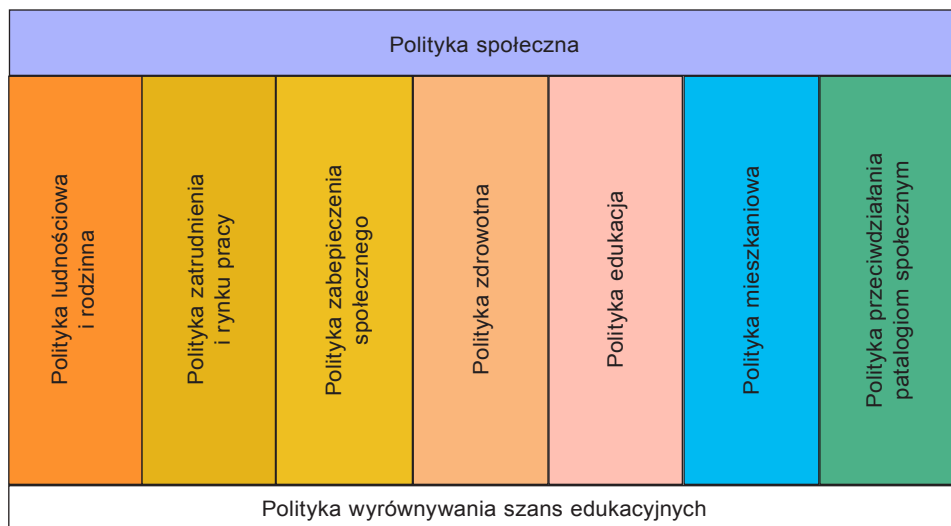 Polityka społeczna
Polityka ludnościowa
i rodzinna
Polityka zatrudnienia
i rynku pracy
Polityka zabepieczenia
społecznego
Polityka zdrowotna
Polityka edukacja
Polityka mieszkaniowa
Polityka przeciwdziałania
patalogiom społecznym
Polityka wyrównywania szans edukacyjnych